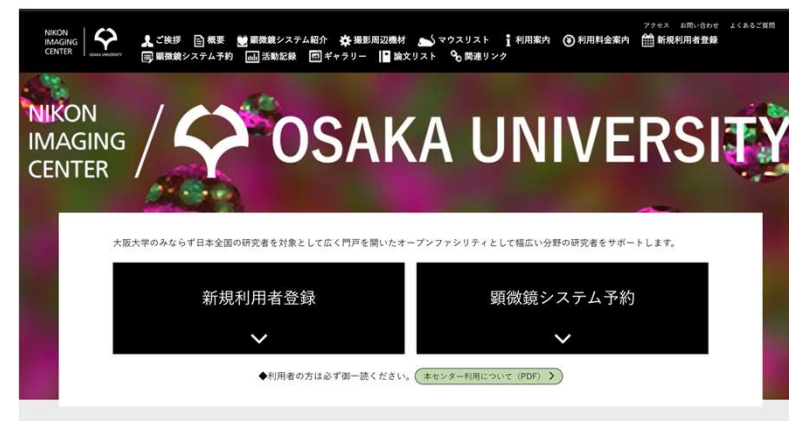 アクセス お問い合わせ よくあるご質問
NIKON
IMAGING
CENTER
OSAKA UNIVERSITY
ご挨拶 概要 顕微鏡システム紹介 撮影周辺機材 マウスリスト 利用案内 利用料金案内 新規利用者登録
顕微鏡システム予約 活動記録 ギャラリー 論文リスト 関連リンク
NIKON
IMAGING
CENTER
OSAKA UNIVERSITY
大阪大学のみならず日本全国の研究者を対象として広く門戸を開いたオープンファシリティとして幅広い分野の研究者をサポートします。
新規利用者登録
顕微鏡システム予約
◆利用者の方は必ず御一読ください。 本センター利用について（PDF）